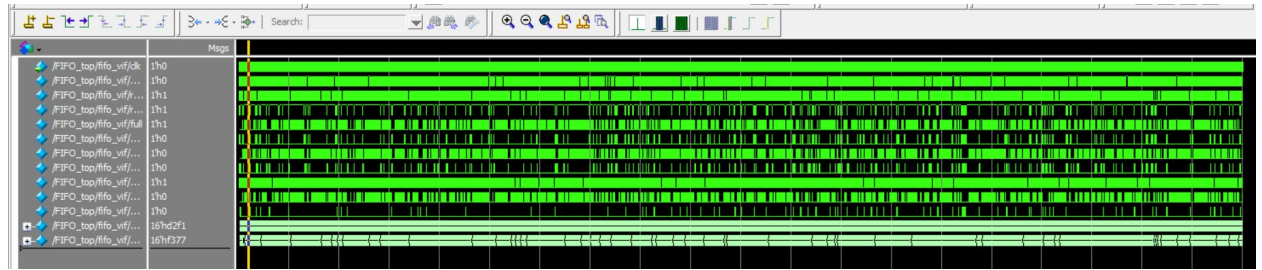 Search:
Msgs
/FIFO_top/fifo_vif/clk 1'h0
/FIFO_top/fifo_vif/... 1'h0
/FIFO_top/fifo_vif/r... 1'h1
/FIFO_top/fifo_vif/r... 1'h1
/FIFO_top/fifo_vif/full 1'h1
/FIFO_top/fifo_vif/... 1'h0
/FIFO_top/fifo_vif/... 1'h0
/FIFO_top/fifo_vif/... 1'h0
/FIFO_top/fifo_vif/... 1'h1
/FIFO_top/fifo_vif/... 1'h0
/FIFO_top/fifo_vif/... 1'h0
/FIFO_top/fifo_vif/... 16'hd2f1
/FIFO_top/fifo_vif/... 16'hf377